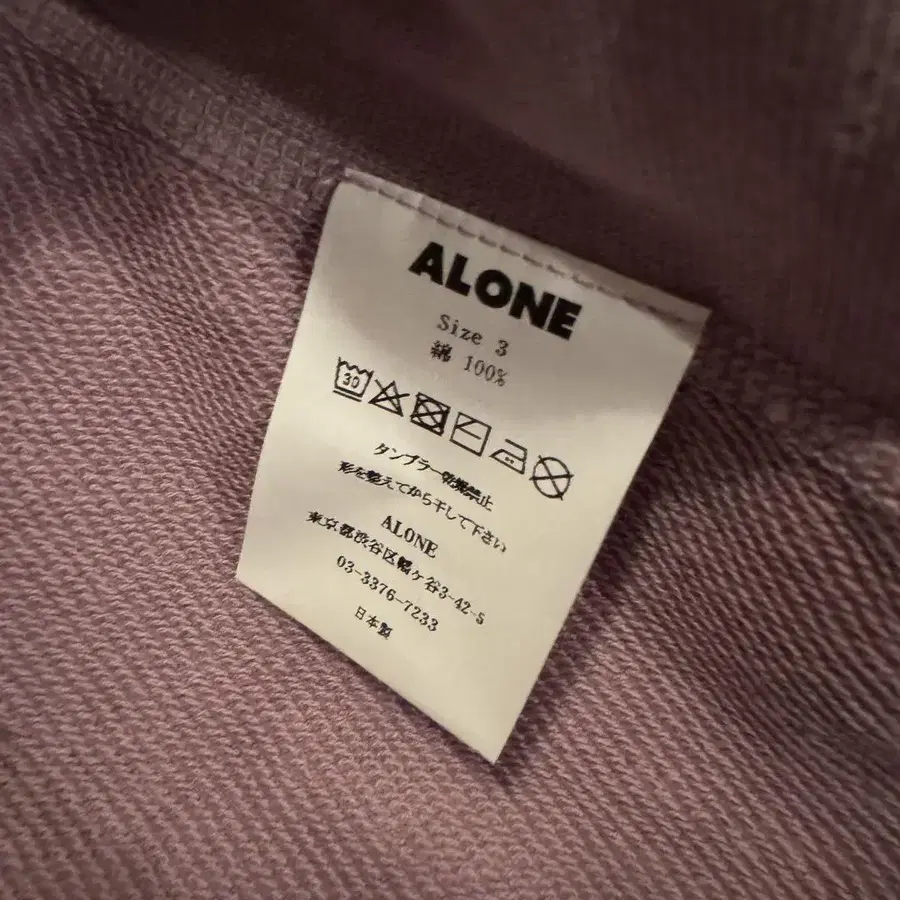 ALONE
Size 3
綿 100%
30
タンブラー乾燥禁止
形を整えてから干して下さい
ALONE
東京都渋谷区幡ヶ谷3-42-5
03-3376-7233
日本製